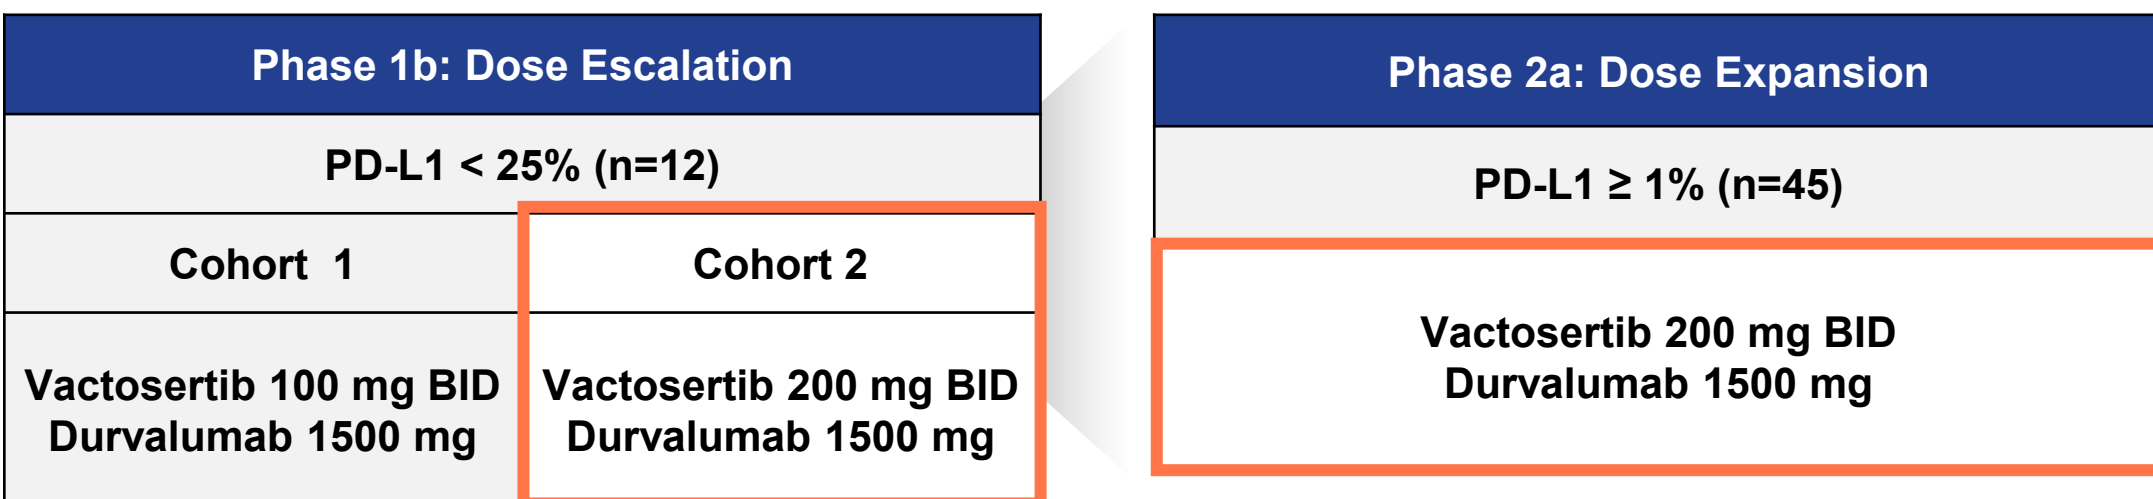 Phase 1b: Dose Escalation
PD-L1 < 25% (n=12)
Cohort 1
Cohort 2
Vactosertib 100 mg BID
Durvalumab 1500 mg
Vactosertib 200 mg BID
Durvalumab 1500 mg
Phase 2a: Dose Expansion
PD-L1 ≥ 1% (n=45)
Vactosertib 200 mg BID
Durvalumab 1500 mg